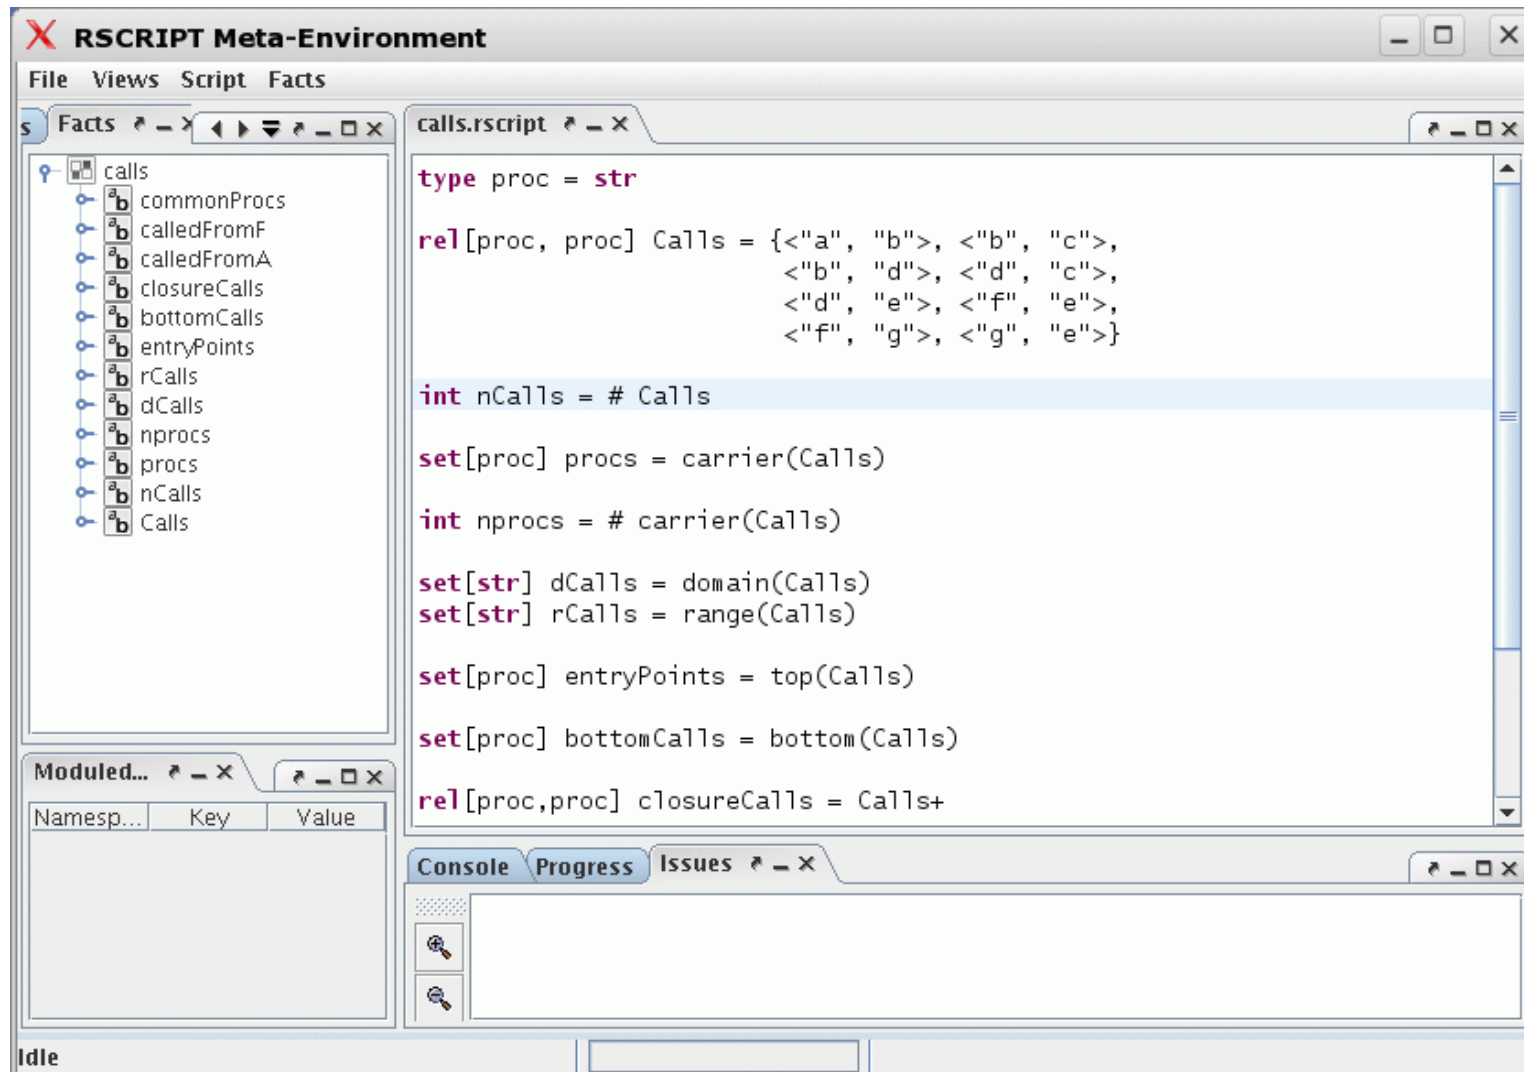 RSCRIPT Meta-Environment
File Views Script Facts
s Facts
calls
commonProcs
calledFromF
calledFromA
closureCalls
bottomCalls
entryPoints
rCalls
dCalls
nprocs
procs
nCalls
Calls
Moduled...
Namesp... Key Value
calls.rscript
type proc = str
rel[proc, proc] Calls = {<"a", "b">, <"b", "c">,
<"b", "d">, <"d", "c">,
<"d", "e">, <"f", "e">,
<"f", "g">, <"g", "e">}
int nCalls = # Calls
set[proc] procs = carrier(Calls)
int nprocs = # carrier(Calls)
set[str] dCalls = domain(Calls)
set[str] rCalls = range(Calls)
set[proc] entryPoints = top(Calls)
set[proc] bottomCalls = bottom(Calls)
rel[proc,proc] closureCalls = Calls+
Console Progress Issues
Idle